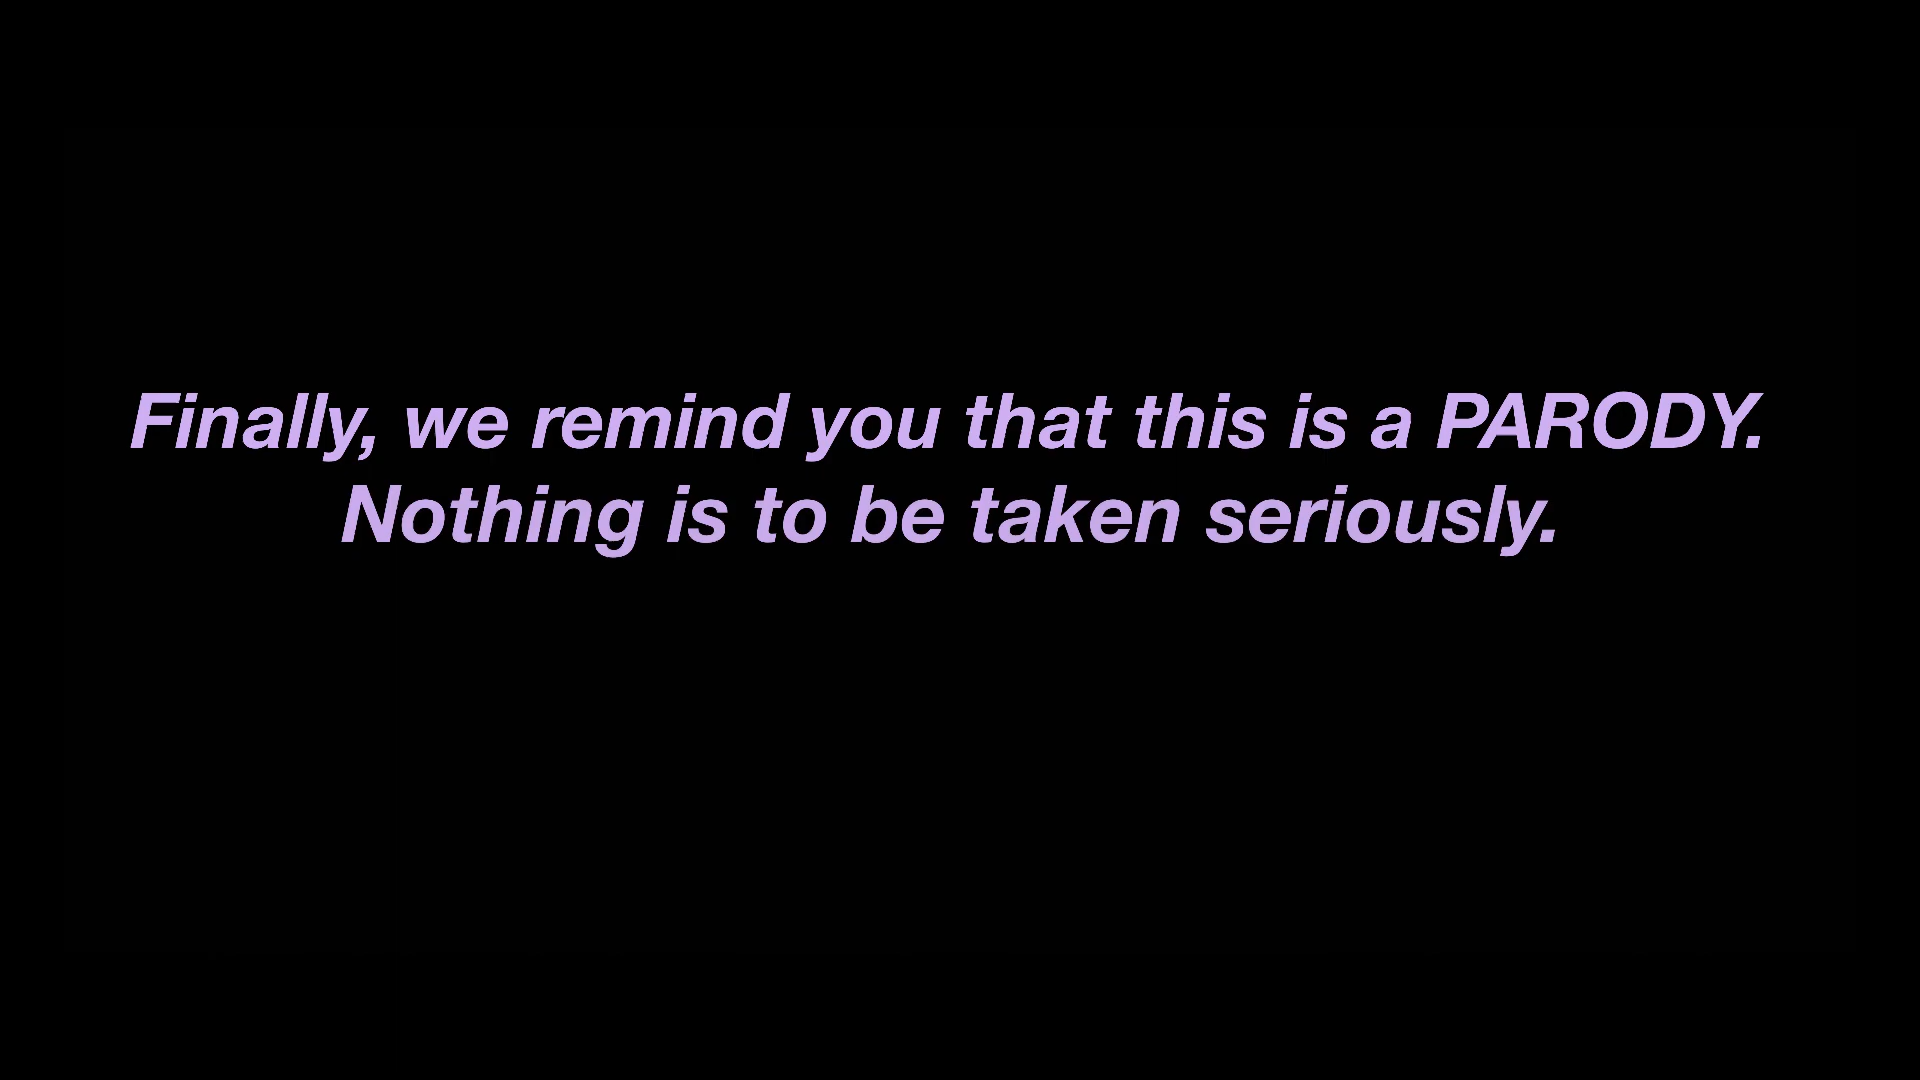 Finally, we remind you that this is a PARODY.
Nothing is to be taken seriously.